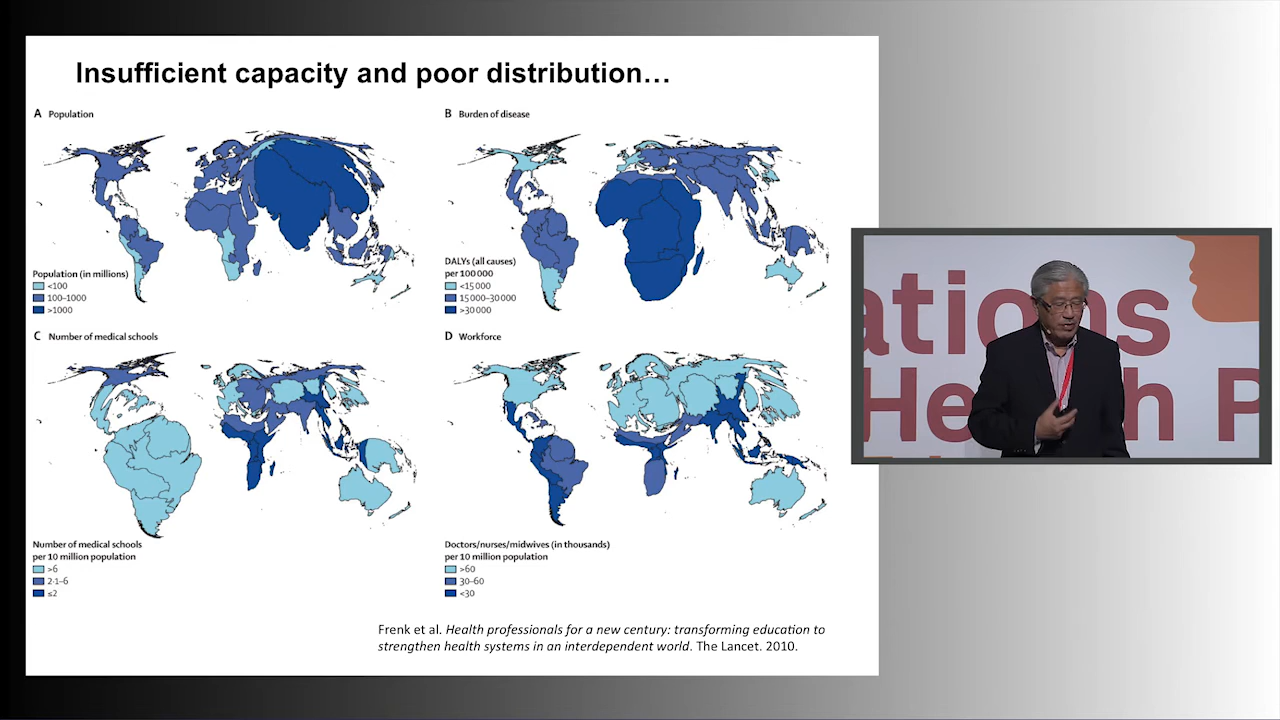 Insufficient capacity and poor distribution…
A Population
Population (in millions)
<100
100–1000
>1000
B Burden of disease
DALYs (all causes)
per 100 000
<15 000
15 000–30 000
>30 000
C Number of medical schools
Number of medical schools
per 10 million population
>6
2·1–6
≤2
D Workforce
Doctors/nurses/midwives (in thousands)
per 10 million population
>60
30–60
<30
Frenk et al. Health professionals for a new century: transforming education to
strengthen health systems in an interdependent world. The Lancet. 2010.
ations